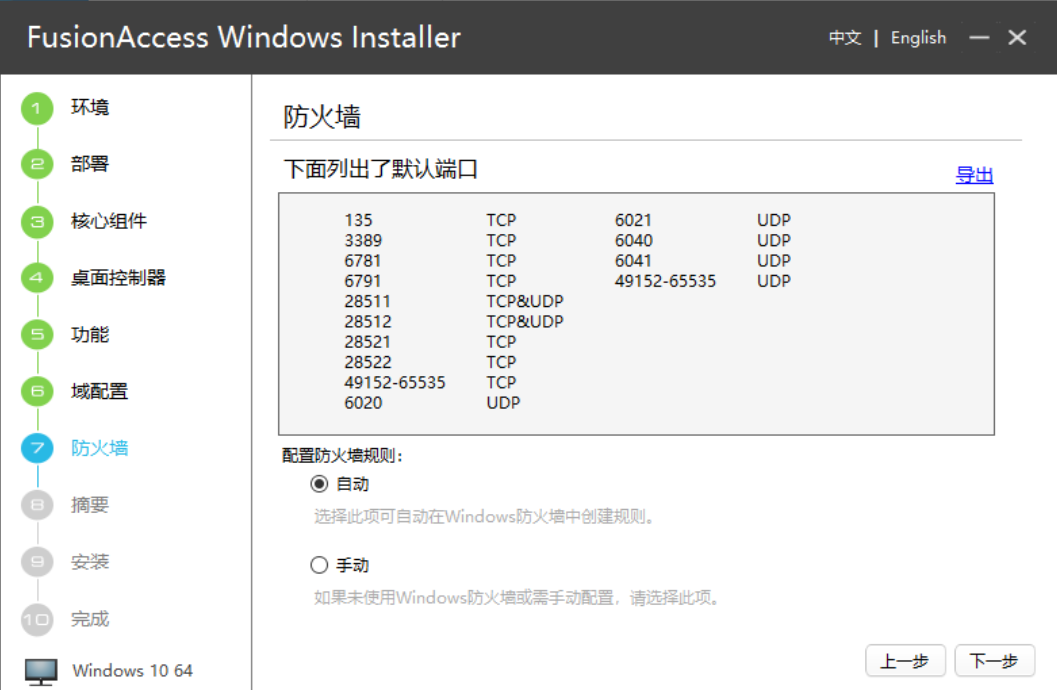 FusionAccess Windows Installer
中文 | English
1 环境
2 部署
3 核心组件
4 桌面控制器
5 功能
6 域配置
7 防火墙
8 摘要
9 安装
10 完成
Windows 10 64
防火墙
下面列出了默认端口
导出
135 TCP 6021 UDP
3389 TCP 6040 UDP
6781 TCP 6041 UDP
6791 TCP 49152-65535 UDP
28511 TCP&UDP
28512 TCP&UDP
28521 TCP
28522 TCP
49152-65535 TCP
6020 UDP
配置防火墙规则:
自动
选择此项可自动在Windows防火墙中创建规则。
手动
如果未使用Windows防火墙或需手动配置，请选择此项。
上一步 下一步